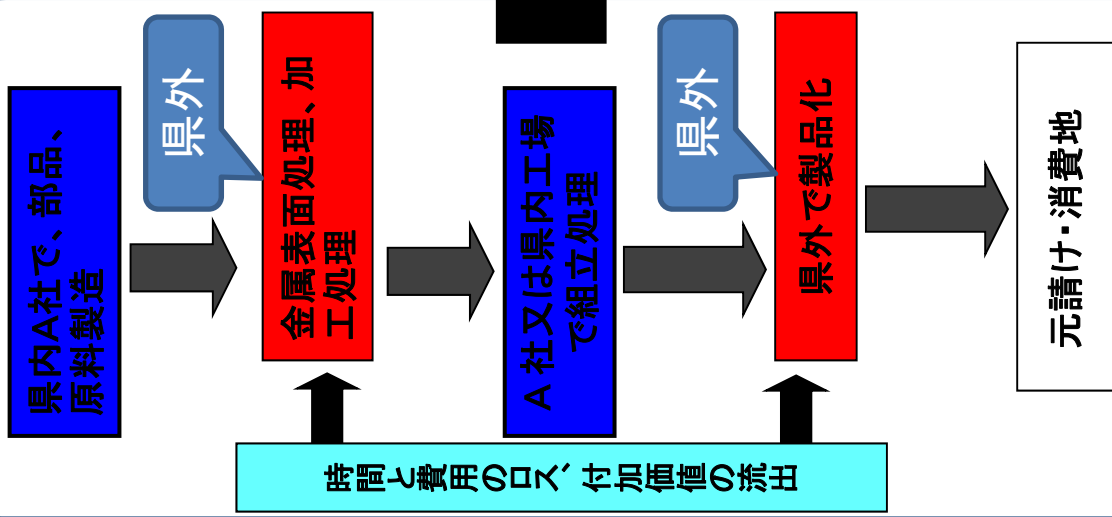 県内A社で、部品、
原料製造
県外
金属表面処理、加
工処理
A 社又は県内工場
で組立処理
県外
県外で製品化
元請け・消費地
時間と費用のロス、付加価値の流出